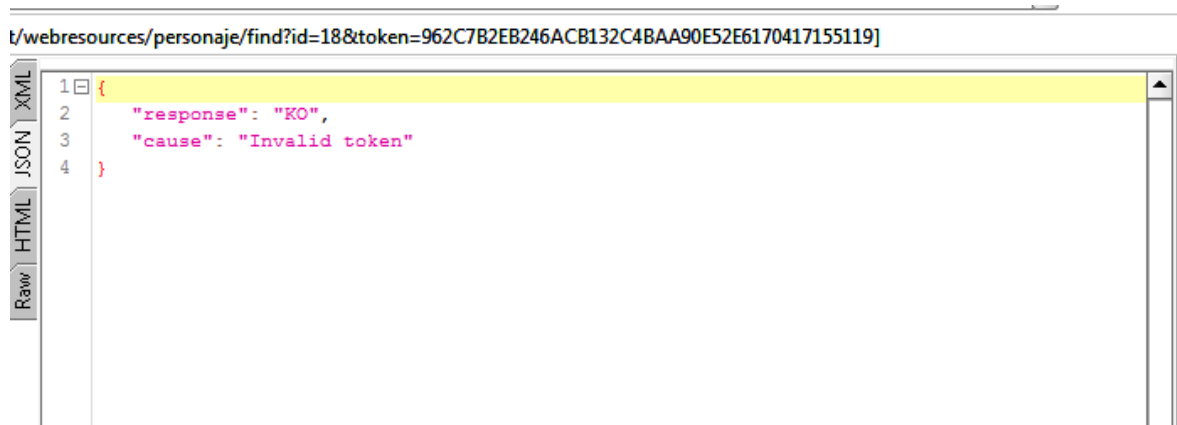 t/webresources/personaje/find?id=18&token=962C7B2EB246ACB132C4BAA90E52E6170417155119]
XML
JSON
HTML
Raw
1 {
2 "response": "KO",
3 "cause": "Invalid token"
4 }